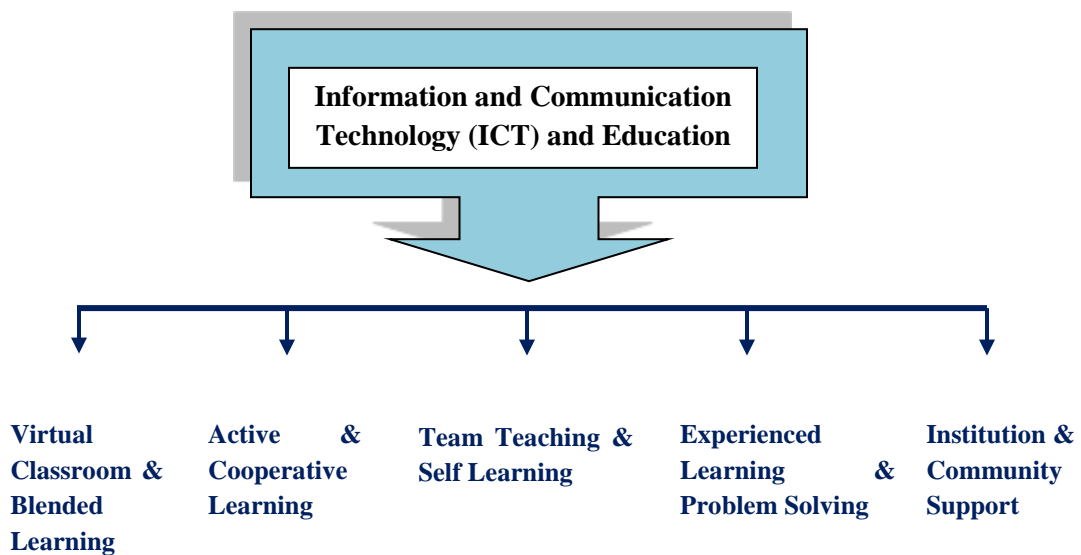 Information and Communication
Technology (ICT) and Education
Virtual
Classroom &
Blended
Learning
Active &
Cooperative
Learning
Team Teaching &
Self Learning
Experienced
Learning &
Problem Solving
Institution &
Community
Support